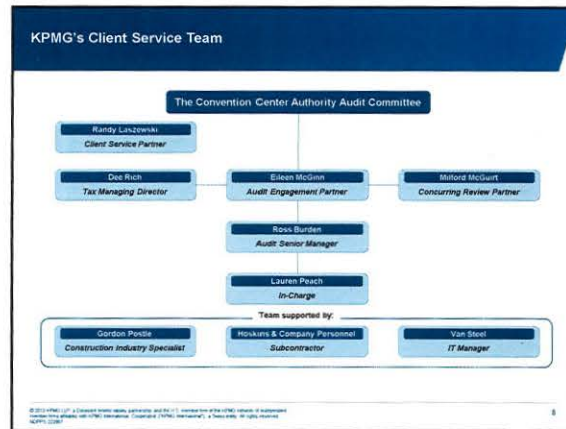 KPMG's Client Service Team
The Convention Center Authority Audit Committee
Randy Laszewski
Client Service Partner
Dee Rich
Tax Managing Director
Eileen McGinn
Audit Engagement Partner
Milford McGuirt
Concurring Review Partner
Ross Burden
Audit Senior Manager
Lauren Peach
In-Charge
Team supported by:
Gordon Postle
Construction Industry Specialist
Hoskins & Company Personnel
Subcontractor
Van Steel
IT Manager
8